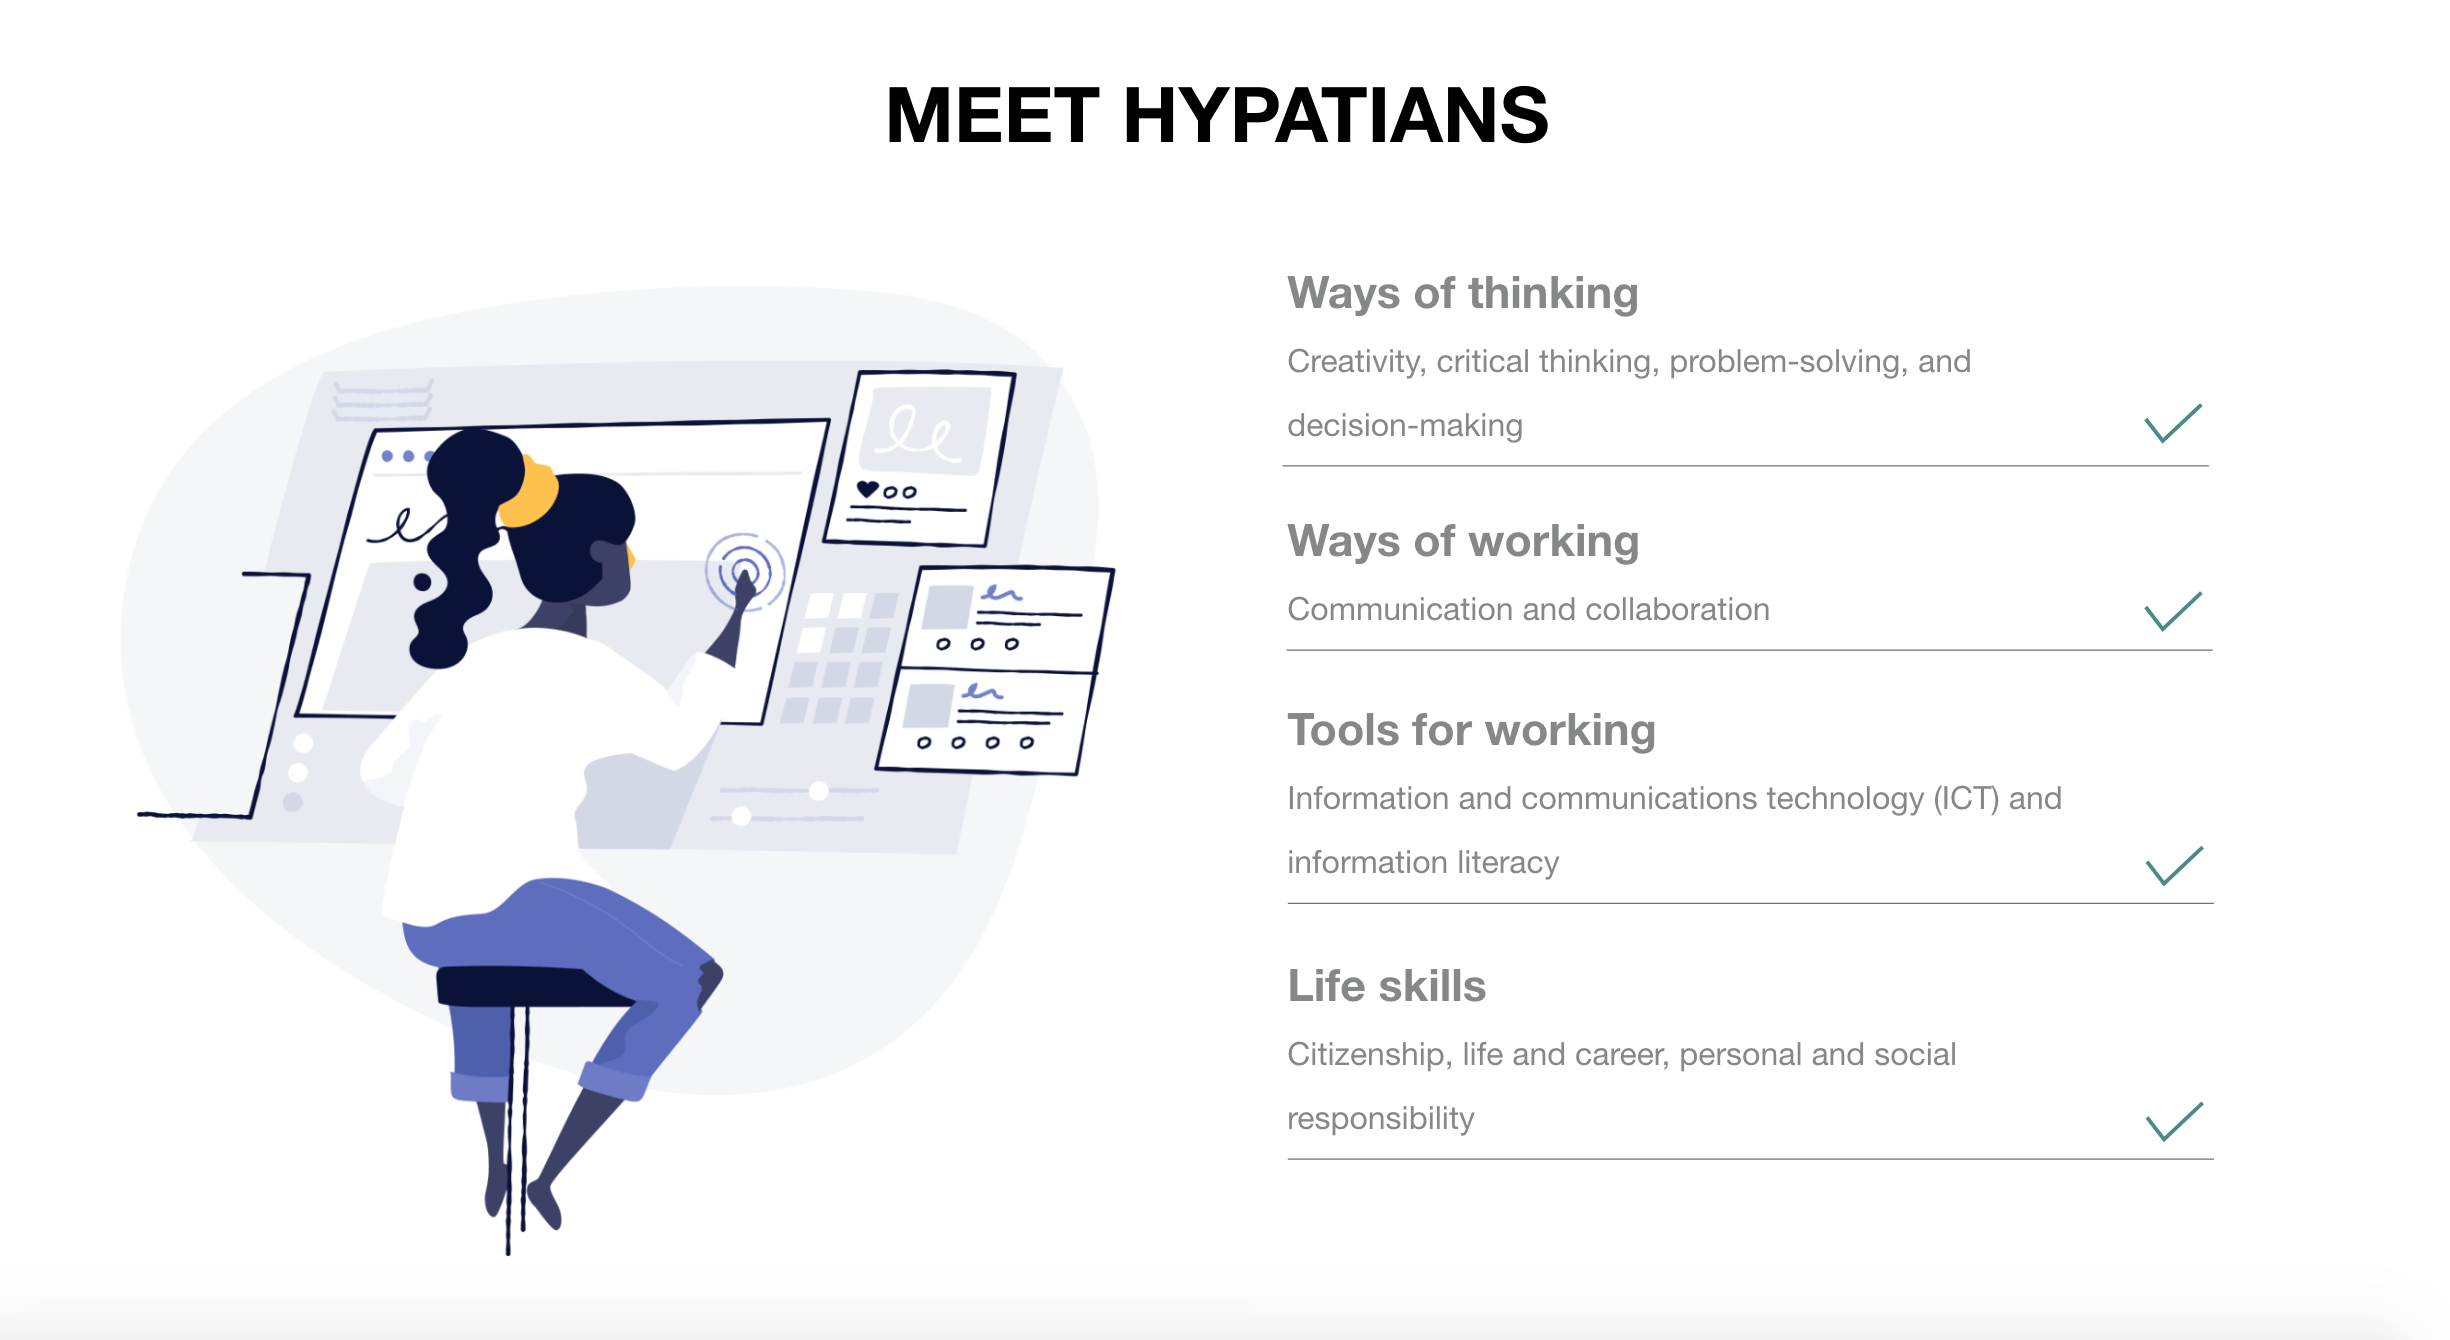 MEET HYPATIANS
Ways of thinking
Creativity, critical thinking, problem-solving, and
decision-making
Ways of working
Communication and collaboration
Tools for working
Information and communications technology (ICT) and
information literacy
Life skills
Citizenship, life and career, personal and social
responsibility